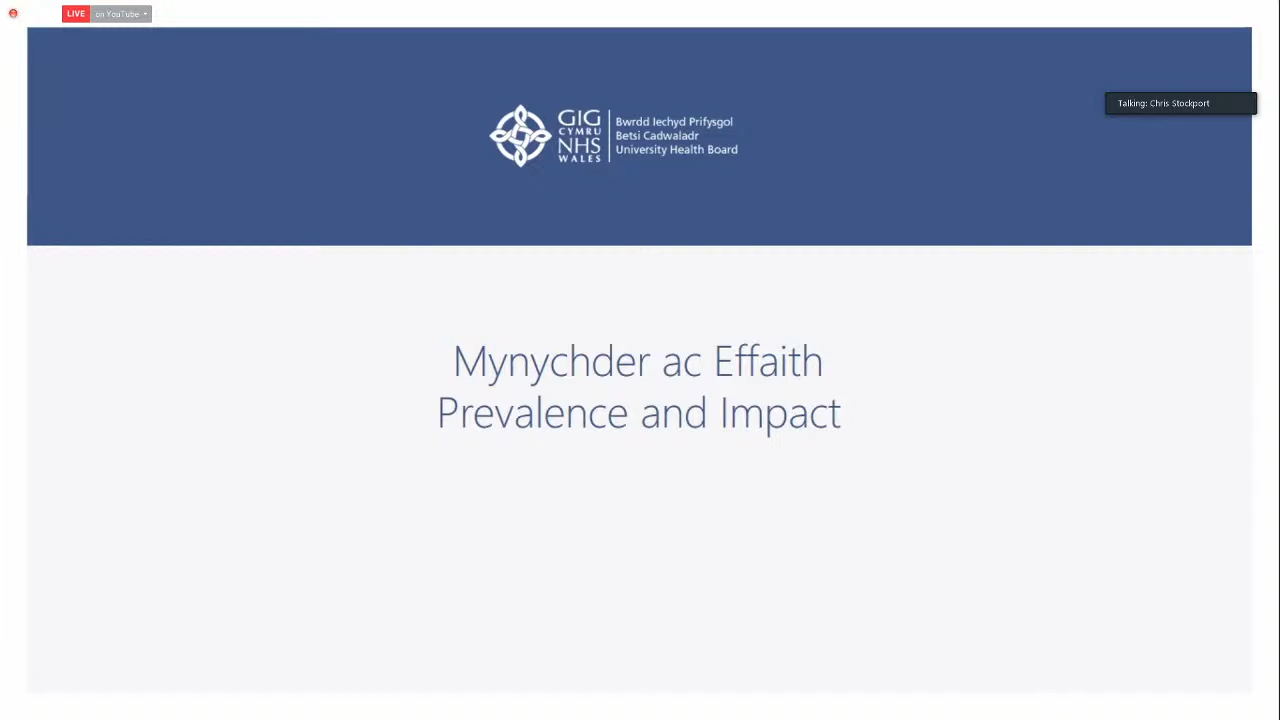 LIVE on YouTube
Talking: Chris Stockport
GIG
CYMRU
NHS
WALES
Bwrdd Iechyd Prifysgol
Betsi Cadwaladr
University Health Board
Mynychder ac Effaith
Prevalence and Impact